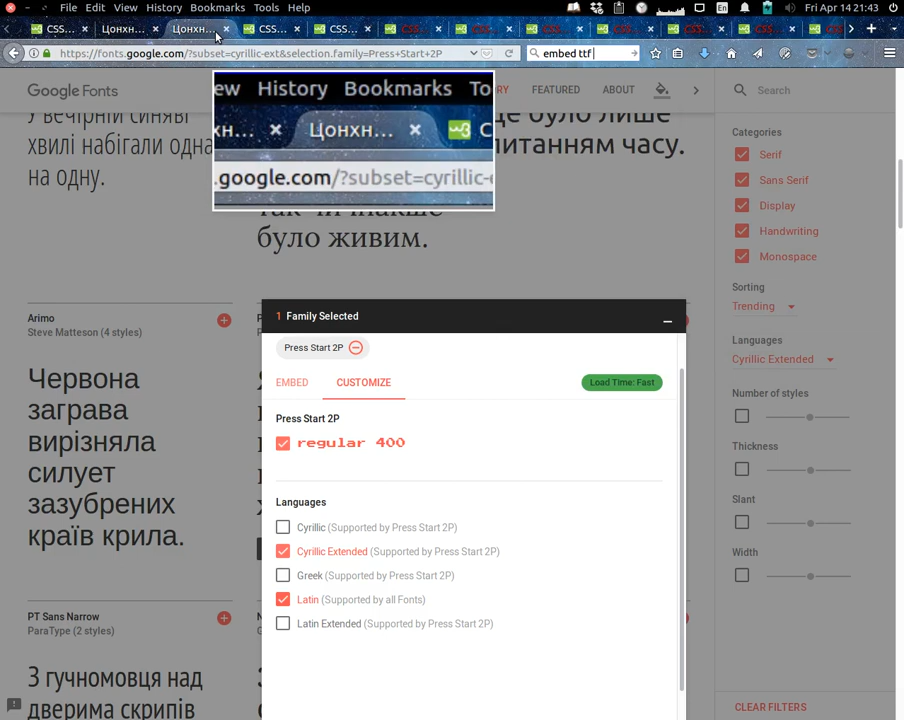 File Edit View History Bookmarks Tools Help
En
Fri Apr 14 21:43
CSS...
Цонхн...
Цонхн...
CSS...
CSS...
https://fonts.google.com/?subset=cyrillic-ext&selection.family=Press+Start+2P
embed ttf
ew History Bookmarks To
хн... Цонхн...
.google.com/?subset=cyrillic-
Google Fonts
FEATURED
ABOUT
Search
У вечірній синяві
хвилі набігали одна
на одну.
це було лише
питанням часу.
так чи інакше
було живим.
Categories
Serif
Sans Serif
Display
Handwriting
Monospace
Sorting
Trending
Languages
Cyrillic Extended
Number of styles
Thickness
Slant
Width
CLEAR FILTERS
Arimo
Steve Matteson (4 styles)
Червона
заграва
вирізняла
силует
зазубрених
країв крила.
PT Sans Narrow
ParaType (2 styles)
З гучномовця над
дверима скрипів
1 Family Selected
Press Start 2P
EMBED
CUSTOMIZE
Load Time: Fast
Press Start 2P
regular 400
Languages
Cyrillic (Supported by Press Start 2P)
Cyrillic Extended (Supported by Press Start 2P)
Greek (Supported by Press Start 2P)
Latin (Supported by all Fonts)
Latin Extended (Supported by Press Start 2P)